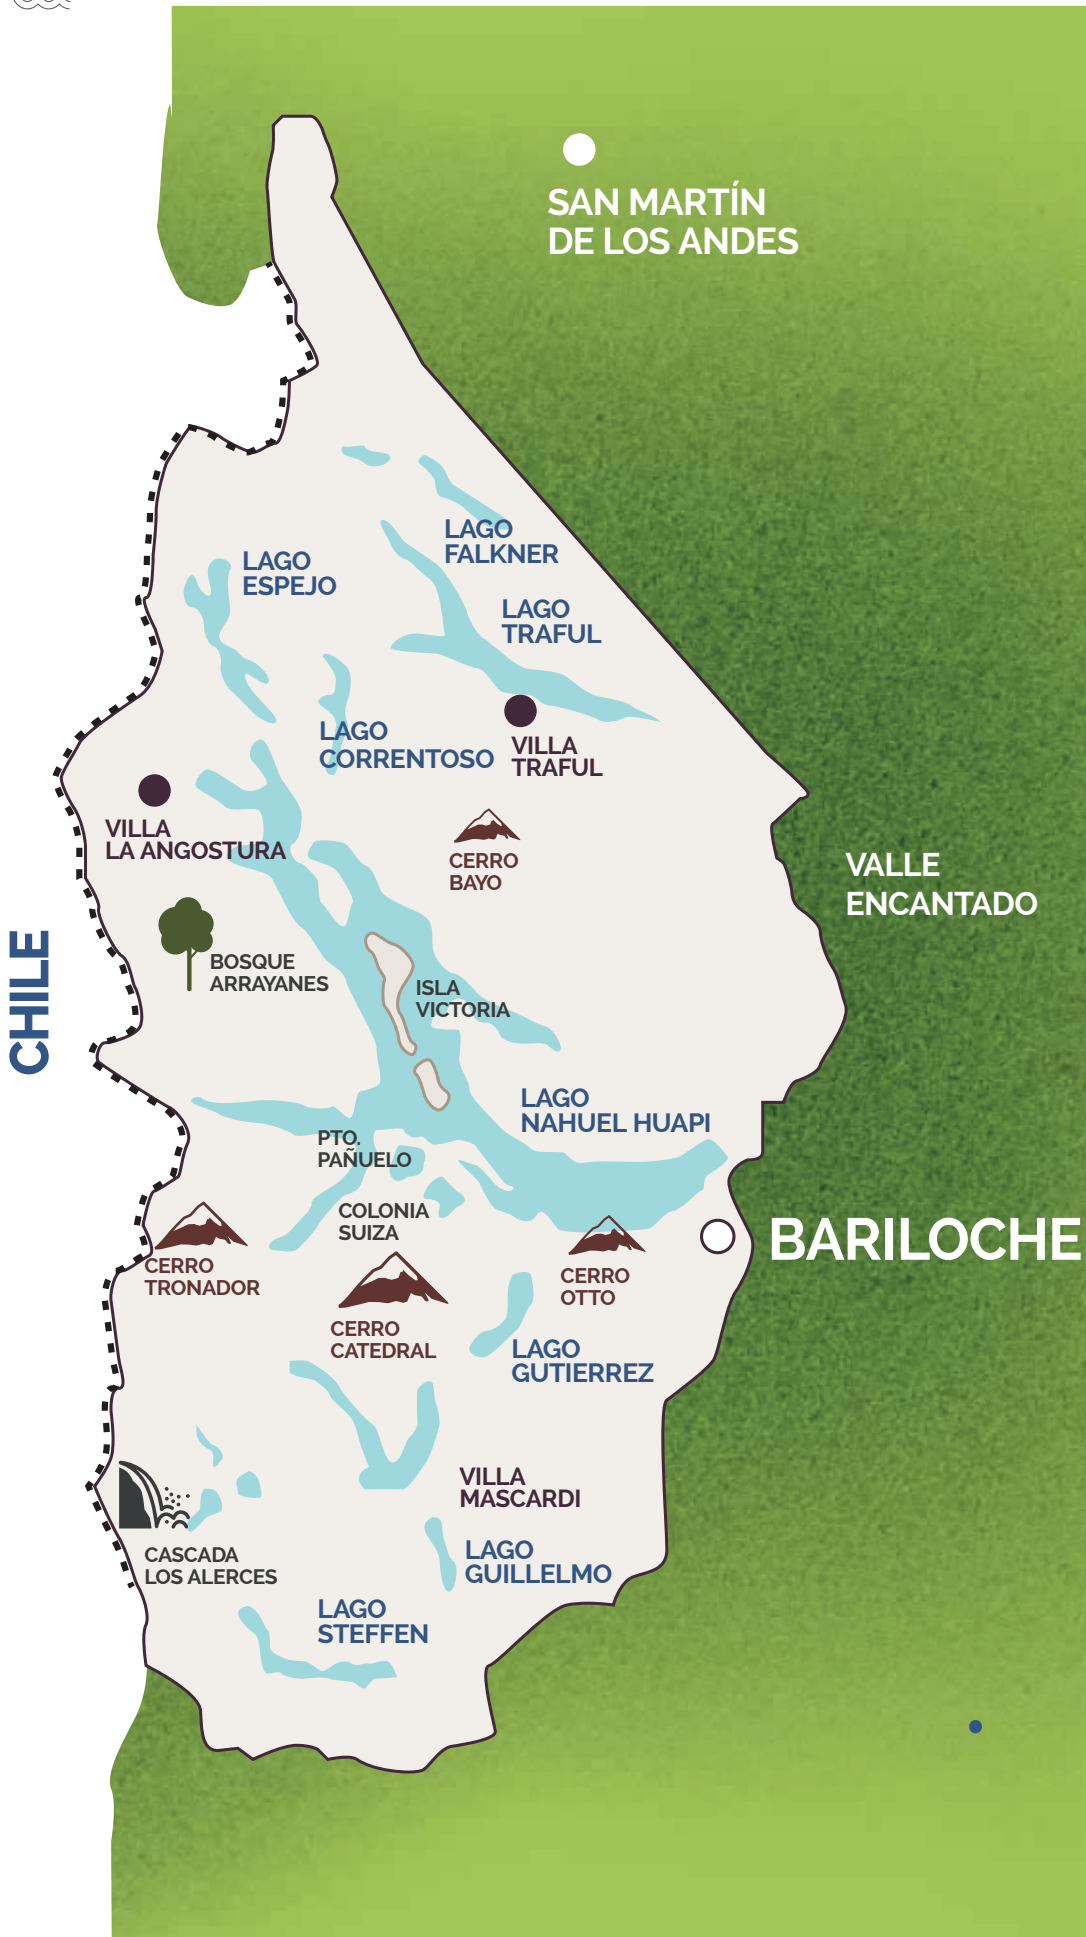 SAN MARTÍN
DE LOS ANDES
LAGO
FALKNER
LAGO
ESPEJO
LAGO
TRAFUL
LAGO
CORRENTOSO
VILLA
TRAFUL
VILLA
LA ANGOSTURA
CERRO
BAYO
VALLE
ENCANTADO
CHILE
BOSQUE
ARRAYANES
ISLA
VICTORIA
LAGO
NAHUEL HUAPI
PTO.
PAÑUELO
COLONIA
SUIZA
BARILOCHE
CERRO
TRONADOR
CERRO
OTTO
CERRO
CATEDRAL
LAGO
GUTIERREZ
VILLA
MASCARDI
CASCADA
LOS ALERCES
LAGO
GUILLELMO
LAGO
STEFFEN